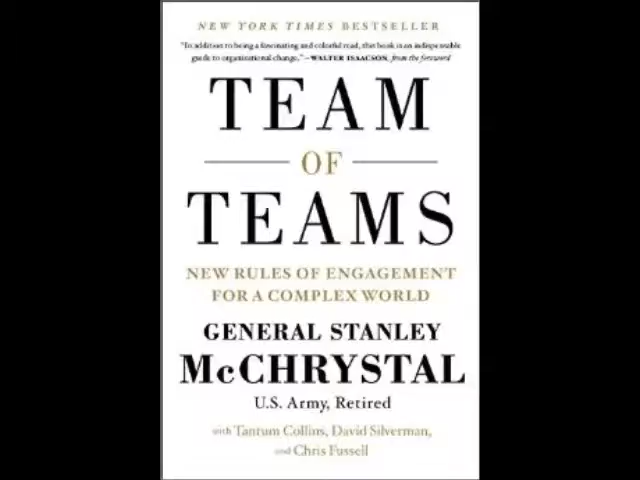 NEW YORK TIMES BESTSELLER
"In addition to being a fascinating and colorful read, this book is an indispensable
guide to organizational change." —WALTER ISAACSON, from the foreword
TEAM
OF
TEAMS
NEW RULES OF ENGAGEMENT
FOR A COMPLEX WORLD
GENERAL STANLEY
McCHRYSTAL
U.S. Army, Retired
with Tantum Collins, David Silverman,
and Chris Fussell